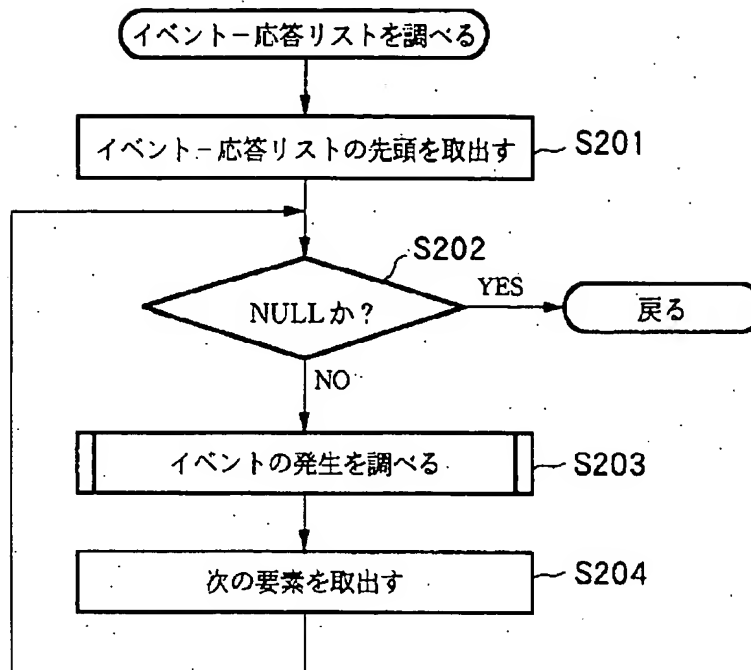 イベント－応答リストを調べる
イベント－応答リストの先頭を取出す
S201
S202
NULLか？
YES
戻る
NO
イベントの発生を調べる
S203
次の要素を取出す
S204